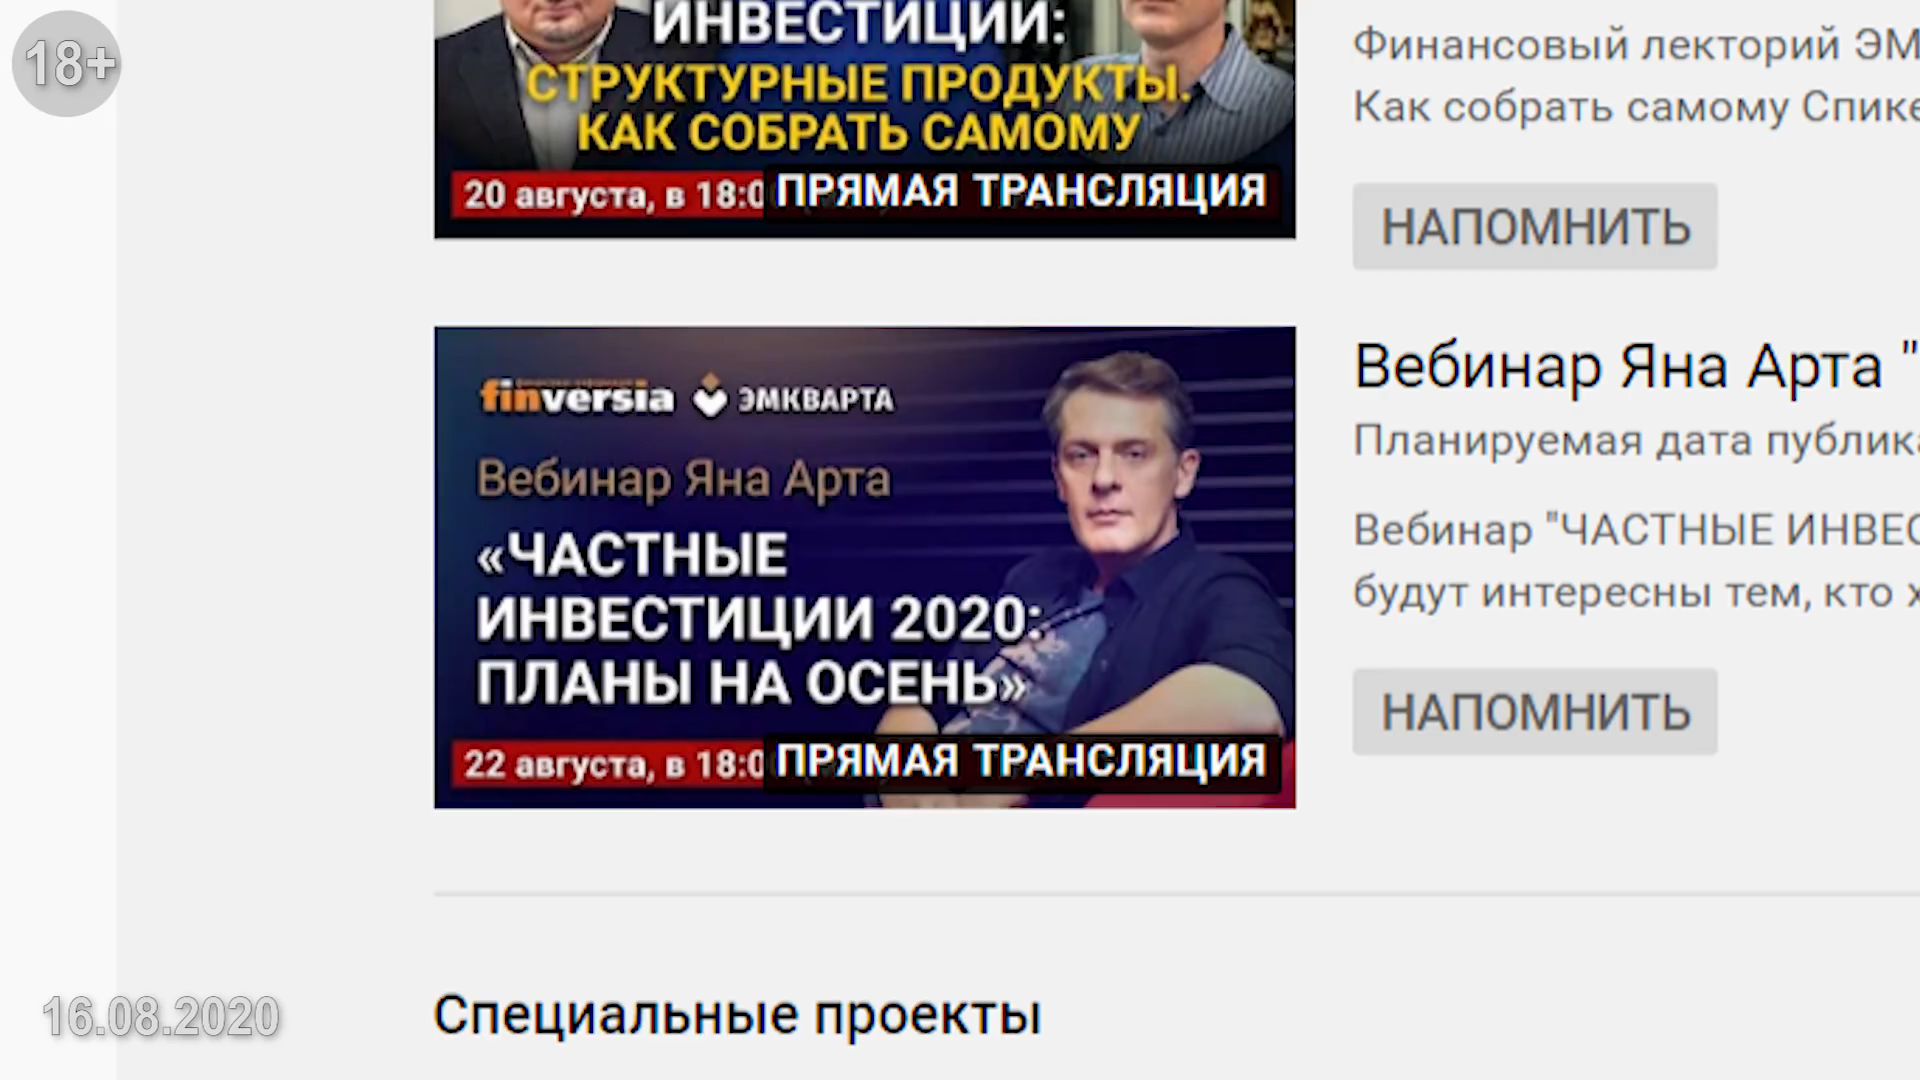 18+
ИНВЕСТИЦИИ:
СТРУКТУРНЫЕ ПРОДУКТЫ.
КАК СОБРАТЬ САМОМУ
20 августа, в 18:0
ПРЯМАЯ ТРАНСЛЯЦИЯ
Финансовый лекторий ЭМ
Как собрать самому Спике
НАПОМНИТЬ
finversia ЭМКВАРТА
Вебинар Яна Арта
«ЧАСТНЫЕ
ИНВЕСТИЦИИ 2020:
ПЛАНЫ НА ОСЕНЬ»
22 августа, в 18:0
ПРЯМАЯ ТРАНСЛЯЦИЯ
Вебинар Яна Арта "
Планируемая дата публика
Вебинар "ЧАСТНЫЕ ИНВЕС
будут интересны тем, кто х
НАПОМНИТЬ
Специальные проекты
16.08.2020